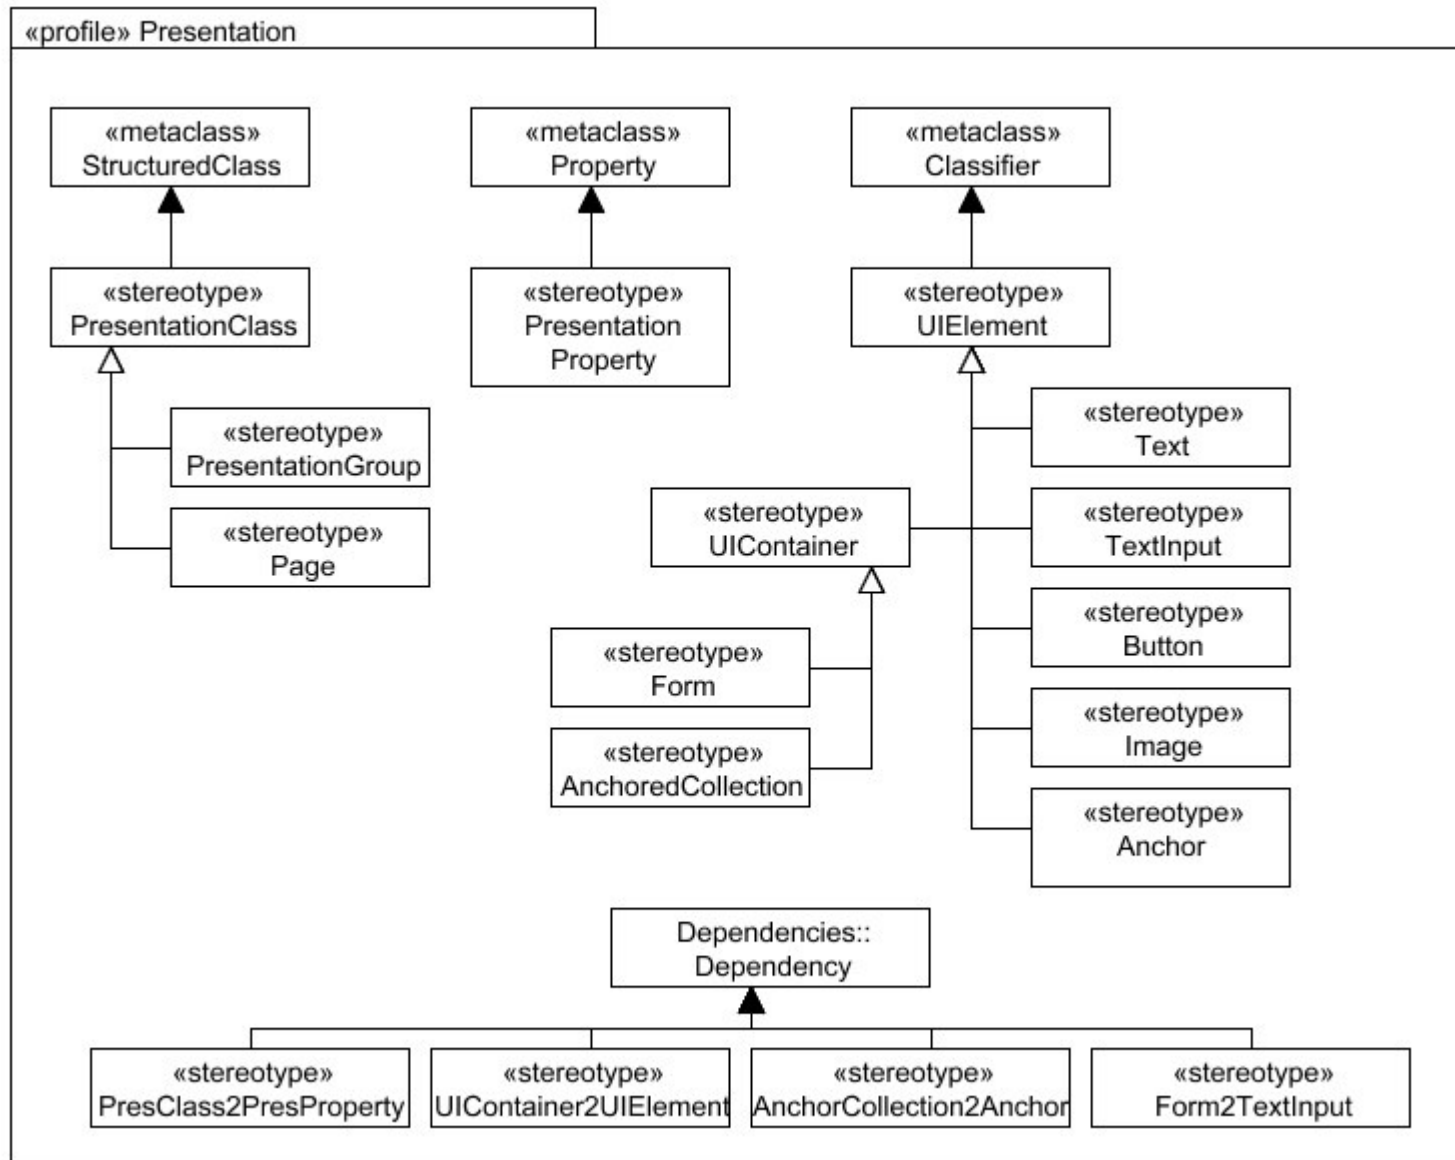 «profile» Presentation
«metaclass»
StructuredClass
«metaclass»
Property
«metaclass»
Classifier
«stereotype»
PresentationClass
«stereotype»
Presentation
Property
«stereotype»
UIElement
«stereotype»
PresentationGroup
«stereotype»
Page
«stereotype»
Text
«stereotype»
UIContainer
«stereotype»
TextInput
«stereotype»
Form
«stereotype»
Button
«stereotype»
AnchoredCollection
«stereotype»
Image
«stereotype»
Anchor
Dependencies::
Dependency
«stereotype»
PresClass2PresProperty
«stereotype»
UIContainer2UIElement
«stereotype»
AnchorCollection2Anchor
«stereotype»
Form2TextInput